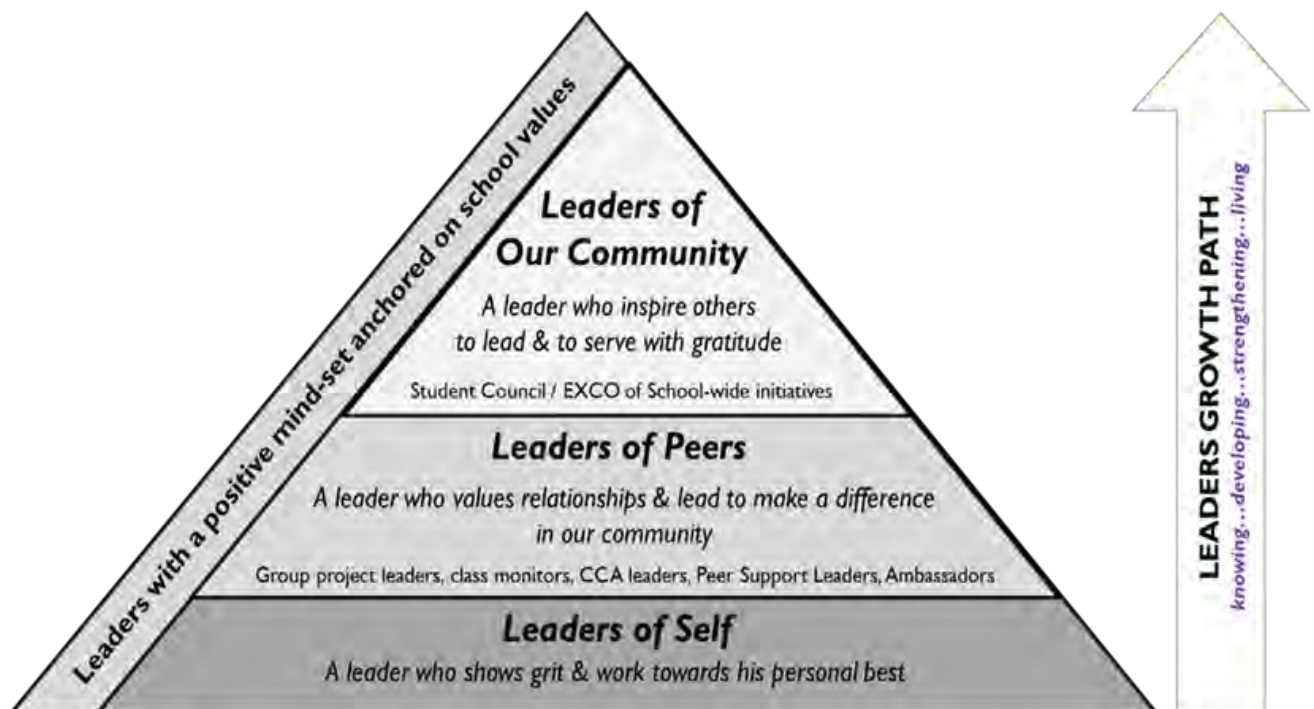 Leaders with a positive mind-set anchored on school values
Leaders of
Our Community
A leader who inspire others
to lead & to serve with gratitude
Student Council / EXCO of School-wide initiatives
Leaders of Peers
A leader who values relationships & lead to make a difference
in our community
Group project leaders, class monitors, CCA leaders, Peer Support Leaders, Ambassadors
Leaders of Self
A leader who shows grit & work towards his personal best
LEADERS GROWTH PATH
knowing...developing...strengthening...living